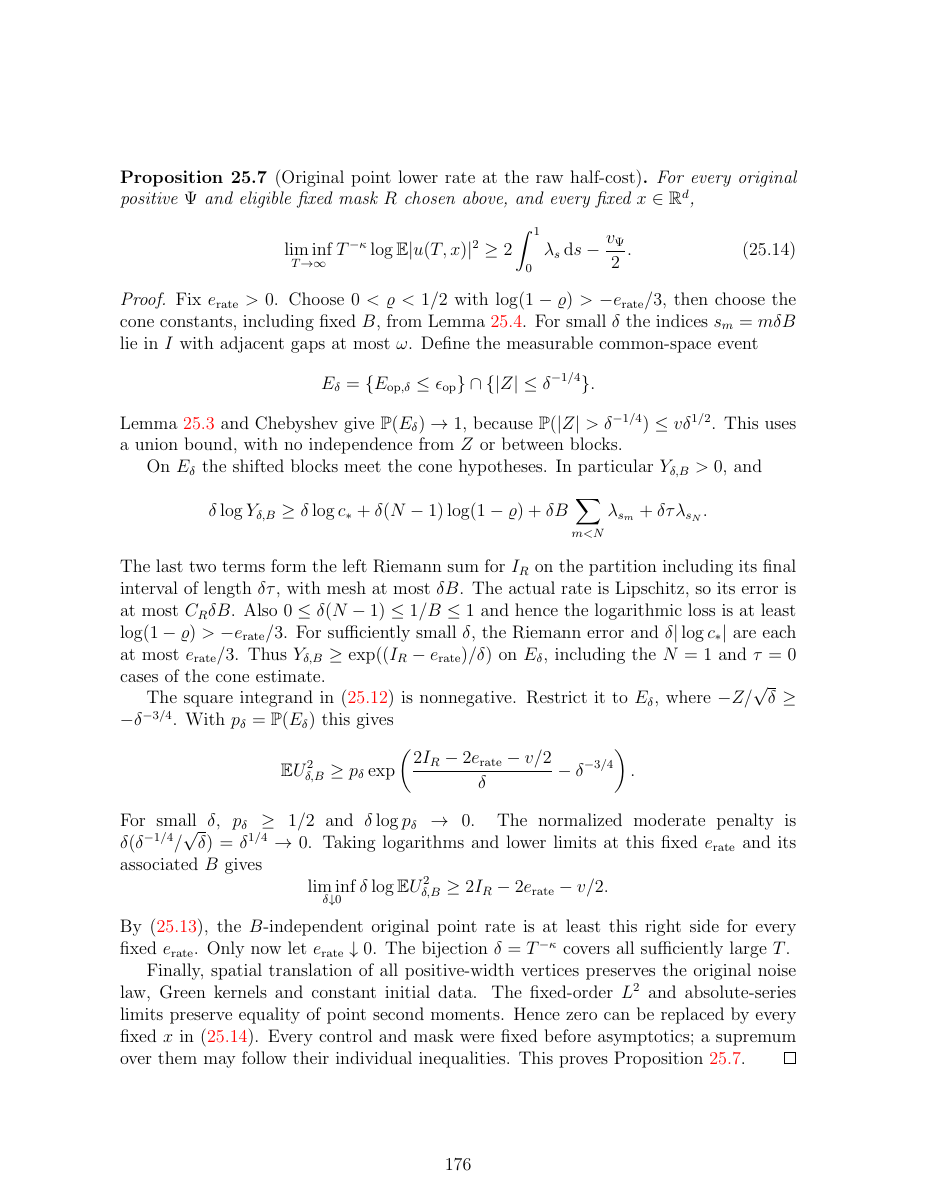 Proposition 25.7 (Original point lower rate at the raw half-cost). For every original
positive Ψ and eligible fixed mask R chosen above, and every fixed x ∈ ℝ^d,
lim inf_{T→∞} T^{−κ} log 𝔼|u(T, x)|² ≥ 2 ∫_0^1 λ_s ds − v_Ψ/2. (25.14)
Proof. Fix e_rate > 0. Choose 0 < ϱ < 1/2 with log(1 − ϱ) > −e_rate/3, then choose the
cone constants, including fixed B, from Lemma 25.4. For small δ the indices s_m = mδB
lie in I with adjacent gaps at most ω. Define the measurable common-space event
E_δ = {E_{op,δ} ≤ ϵ_op} ∩ {|Z| ≤ δ^{−1/4}}.
Lemma 25.3 and Chebyshev give ℙ(E_δ) → 1, because ℙ(|Z| > δ^{−1/4}) ≤ vδ^{1/2}. This uses
a union bound, with no independence from Z or between blocks.
On E_δ the shifted blocks meet the cone hypotheses. In particular Y_{δ,B} > 0, and
δ log Y_{δ,B} ≥ δ log c_* + δ(N − 1) log(1 − ϱ) + δB ∑_{m<N} λ_{s_m} + δτλ_{s_N}.
The last two terms form the left Riemann sum for I_R on the partition including its final
interval of length δτ, with mesh at most δB. The actual rate is Lipschitz, so its error is
at most C_RδB. Also 0 ≤ δ(N − 1) ≤ 1/B ≤ 1 and hence the logarithmic loss is at least
log(1 − ϱ) > −e_rate/3. For sufficiently small δ, the Riemann error and δ| log c_*| are each
at most e_rate/3. Thus Y_{δ,B} ≥ exp((I_R − e_rate)/δ) on E_δ, including the N = 1 and τ = 0
cases of the cone estimate.
The square integrand in (25.12) is nonnegative. Restrict it to E_δ, where −Z/√δ ≥
−δ^{−3/4}. With p_δ = ℙ(E_δ) this gives
𝔼U²_{δ,B} ≥ p_δ exp ( (2I_R − 2e_rate − v/2)/δ − δ^{−3/4} ).
For small δ, p_δ ≥ 1/2 and δ log p_δ → 0. The normalized moderate penalty is
δ(δ^{−1/4}/√δ) = δ^{1/4} → 0. Taking logarithms and lower limits at this fixed e_rate and its
associated B gives
lim inf_{δ↓0} δ log 𝔼U²_{δ,B} ≥ 2I_R − 2e_rate − v/2.
By (25.13), the B-independent original point rate is at least this right side for every
fixed e_rate. Only now let e_rate ↓ 0. The bijection δ = T^{−κ} covers all sufficiently large T.
Finally, spatial translation of all positive-width vertices preserves the original noise
law, Green kernels and constant initial data. The fixed-order L² and absolute-series
limits preserve equality of point second moments. Hence zero can be replaced by every
fixed x in (25.14). Every control and mask were fixed before asymptotics; a supremum
over them may follow their individual inequalities. This proves Proposition 25.7. □
176